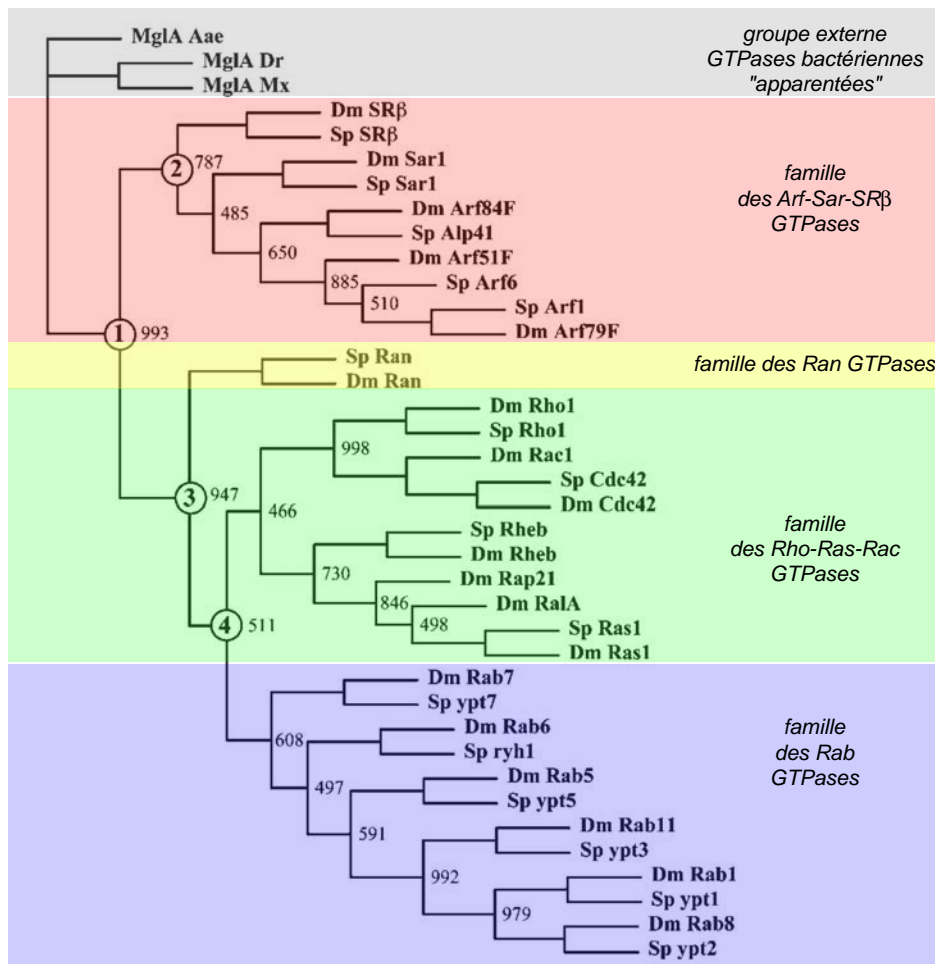 MglA Aae
MglA Dr
MglA Mx
groupe externe
GTPases bactériennes
"apparentées"
Dm SRβ
Sp SRβ
2 787
Dm Sar1
Sp Sar1
485
Dm Arf84F
Sp Alp41
650
Dm Arf51F
885
Sp Arf6
510
Sp Arf1
Dm Arf79F
1 993
famille
des Arf-Sar-SRβ
GTPases
Sp Ran
Dm Ran
famille des Ran GTPases
3 947
Dm Rho1
Sp Rho1
998
Dm Rac1
Sp Cdc42
Dm Cdc42
466
Sp Rheb
Dm Rheb
730
Dm Rap21
846
Dm RalA
498
Sp Ras1
Dm Ras1
4 511
famille
des Rho-Ras-Rac
GTPases
Dm Rab7
Sp ypt7
608
Dm Rab6
Sp ryh1
497
Dm Rab5
Sp ypt5
591
Dm Rab11
Sp ypt3
992
Dm Rab1
Sp ypt1
979
Dm Rab8
Sp ypt2
famille
des Rab
GTPases